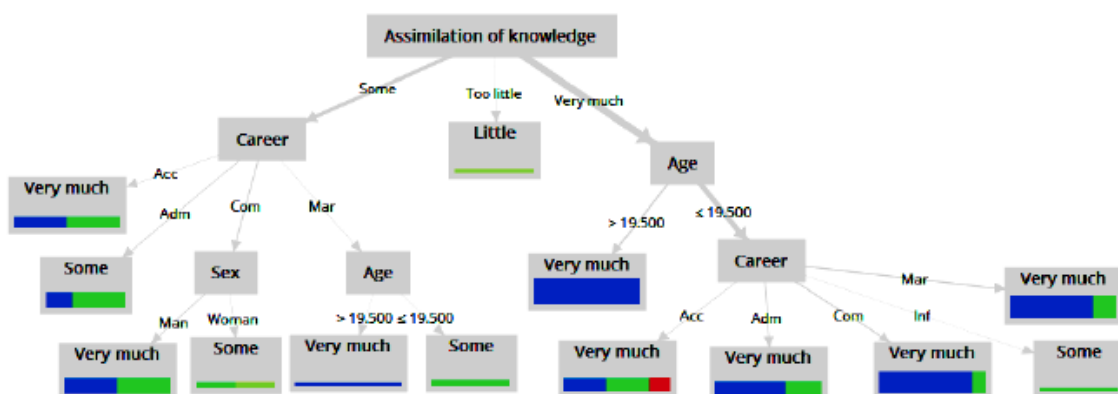 Assimilation of knowledge
Some
Too little
Very much
Career
Little
Age
Acc
Adm
Com
Mar
> 19.500
≤ 19.500
Very much
Some
Sex
Age
Very much
Career
Man
Woman
> 19.500 ≤ 19.500
Acc
Adm
Com
Inf
Mar
Very much
Very much
Some
Very much
Some
Very much
Very much
Very much
Some